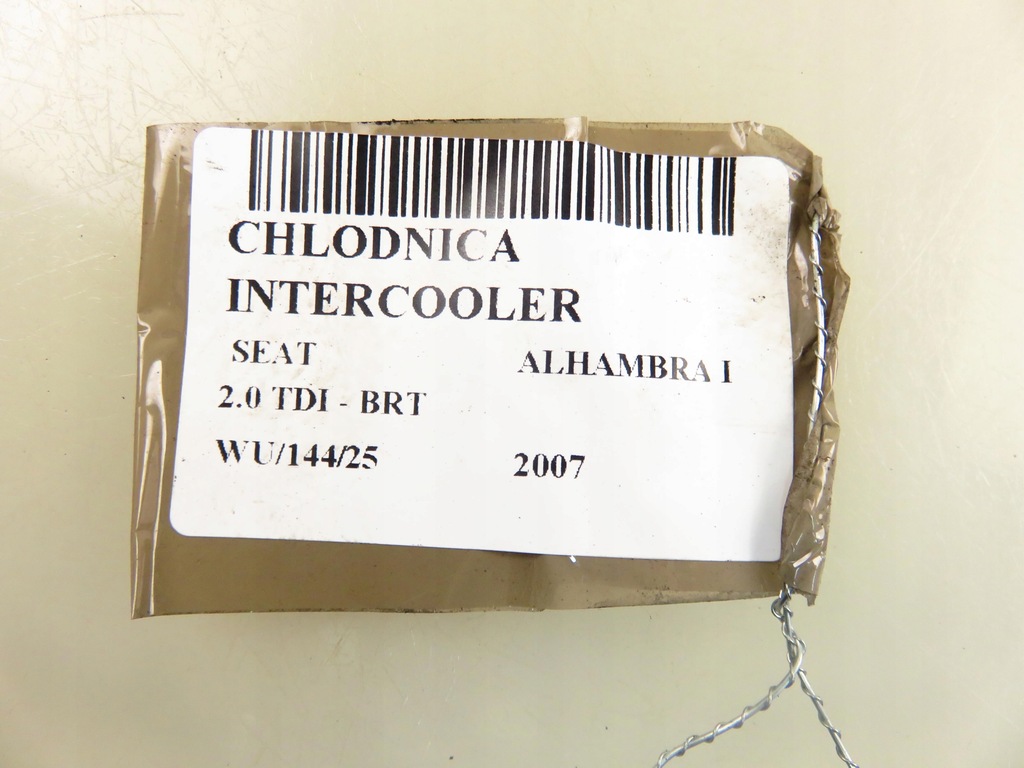 CHLODNICA
INTERCOOLER
SEAT ALHAMBRA I
2.0 TDI - BRT
WU/144/25 2007